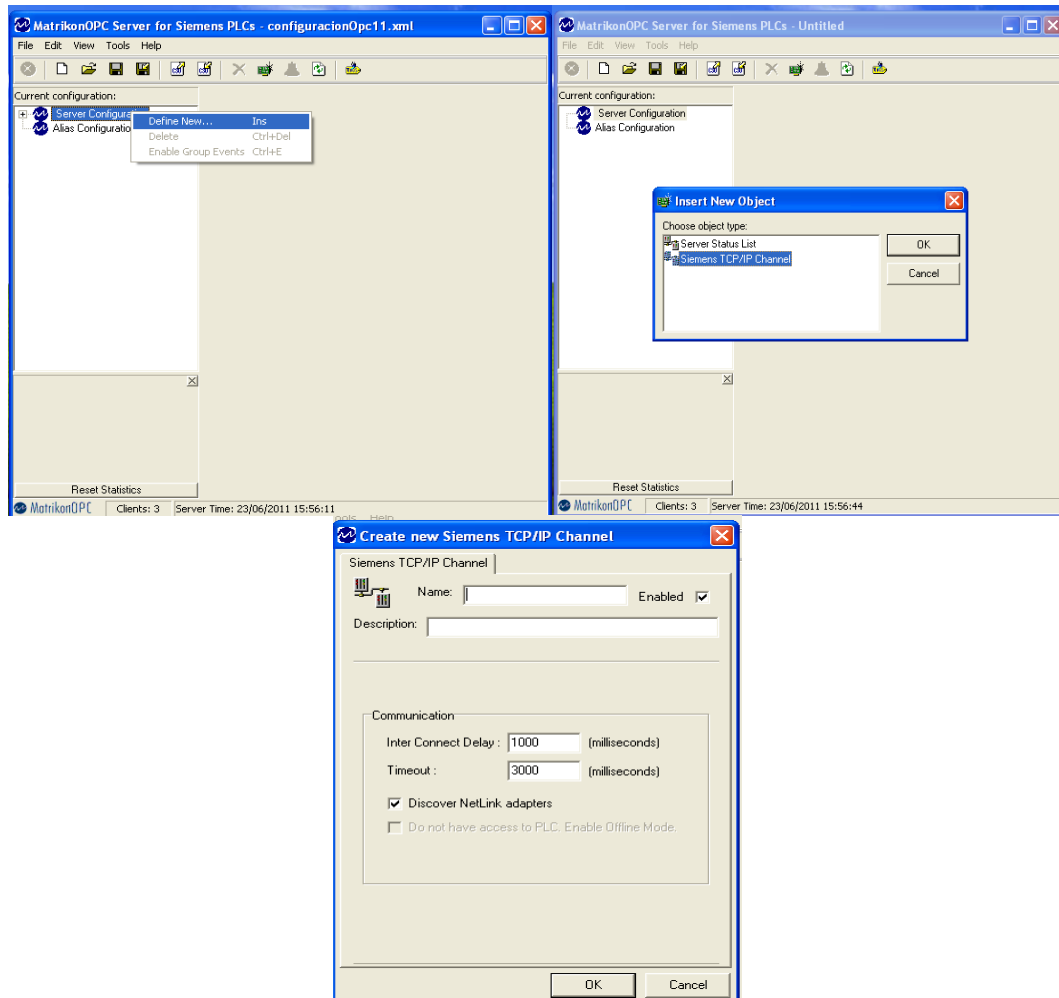 MatrikonOPC Server for Siemens PLCs - configuracionOpc11.xml
File Edit View Tools Help
Current configuration:
Server Configuration
Alias Configuration
Define New... Ins
Delete Ctrl+Del
Enable Group Events Ctrl+E
Reset Statistics
MatrikonOPC Clients: 3 Server Time: 23/06/2011 15:56:11
MatrikonOPC Server for Siemens PLCs - Untitled
File Edit View Tools Help
Current configuration:
Server Configuration
Alias Configuration
Insert New Object
Choose object type:
Server Status List
Siemens TCP/IP Channel
OK
Cancel
Reset Statistics
MatrikonOPC Clients: 3 Server Time: 23/06/2011 15:56:44
Create new Siemens TCP/IP Channel
Siemens TCP/IP Channel
Name: Enabled
Description:
Communication
Inter Connect Delay : 1000 (milliseconds)
Timeout : 3000 (milliseconds)
Discover NetLink adapters
Do not have access to PLC. Enable Offline Mode.
OK Cancel